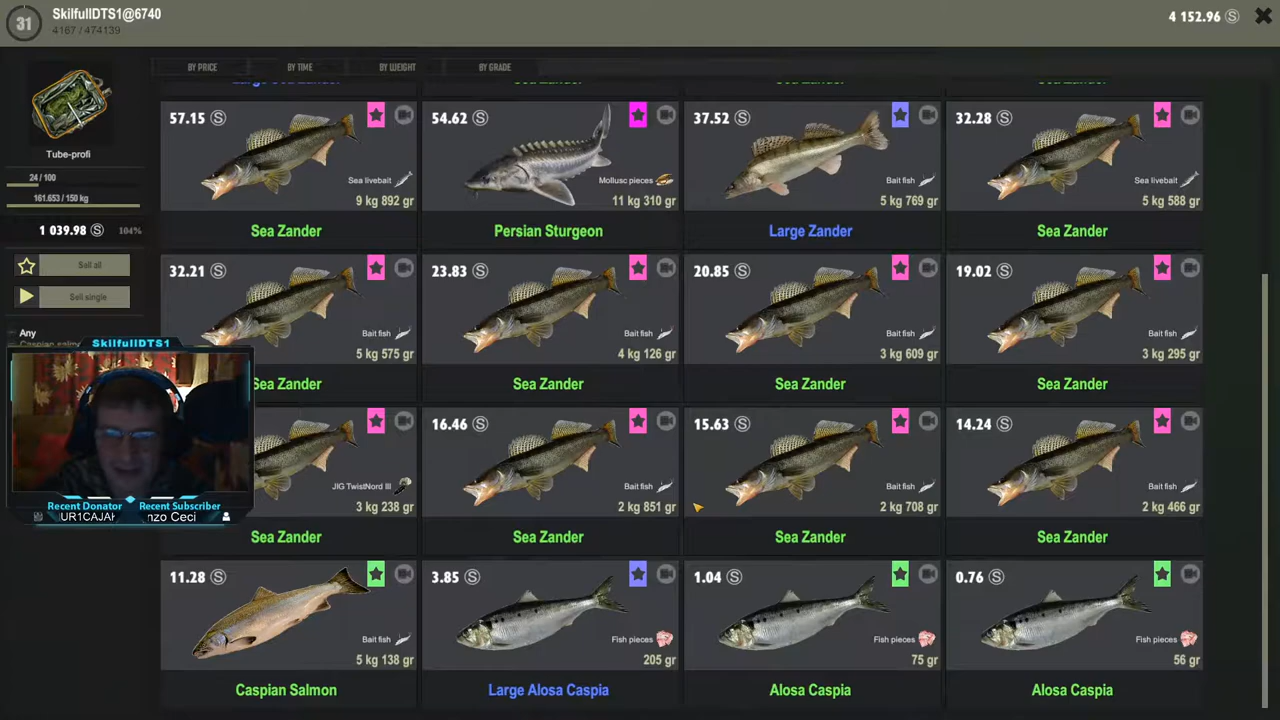 31
SkilfullDTS1@6740
4167 / 474139
4 152.96 S
BY PRICE
BY TIME
BY WEIGHT
BY GRADE
Tube-profi
24 / 100
161.653 / 150 kg
1 039.98 S
104%
Sell all
Sell single
Any
Caspian salmon
Sea Zander
Sea Zander
57.15 S
Sea livebait
9 kg 892 gr
Sea Zander
54.62 S
Mollusc pieces
11 kg 310 gr
Persian Sturgeon
37.52 S
Bait fish
5 kg 769 gr
Large Zander
32.28 S
Sea livebait
5 kg 588 gr
Sea Zander
32.21 S
Bait fish
5 kg 575 gr
Sea Zander
23.83 S
Bait fish
4 kg 126 gr
Sea Zander
20.85 S
Bait fish
3 kg 609 gr
Sea Zander
19.02 S
Bait fish
3 kg 295 gr
Sea Zander
JIG TwistNord III
3 kg 238 gr
Sea Zander
16.46 S
Bait fish
2 kg 851 gr
Sea Zander
15.63 S
Bait fish
2 kg 708 gr
Sea Zander
14.24 S
Bait fish
2 kg 466 gr
Sea Zander
11.28 S
Bait fish
5 kg 138 gr
Caspian Salmon
3.85 S
Fish pieces
205 gr
Large Alosa Caspia
1.04 S
Fish pieces
75 gr
Alosa Caspia
0.76 S
Fish pieces
56 gr
Alosa Caspia
SkilfullDTS1
Recent Donator
Recent Subscriber
nzo Ceci